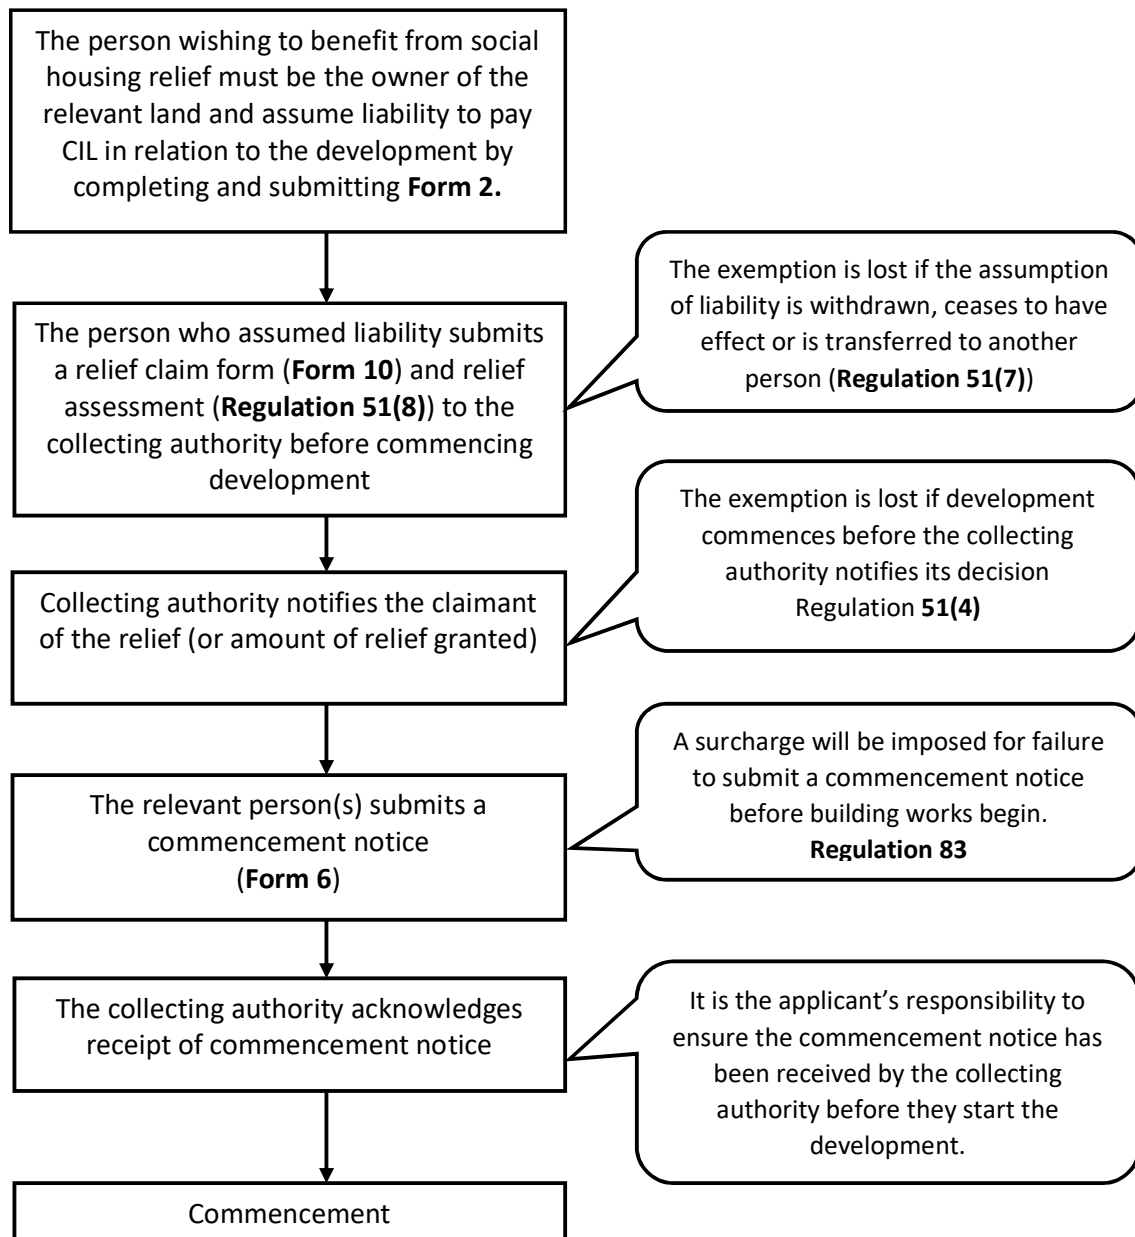 The person wishing to benefit from social
housing relief must be the owner of the
relevant land and assume liability to pay
CIL in relation to the development by
completing and submitting Form 2.
The exemption is lost if the assumption
of liability is withdrawn, ceases to have
effect or is transferred to another
person (Regulation 51(7))
The person who assumed liability submits
a relief claim form (Form 10) and relief
assessment (Regulation 51(8)) to the
collecting authority before commencing
development
The exemption is lost if development
commences before the collecting
authority notifies its decision
Regulation 51(4)
Collecting authority notifies the claimant
of the relief (or amount of relief granted)
A surcharge will be imposed for failure
to submit a commencement notice
before building works begin.
Regulation 83
The relevant person(s) submits a
commencement notice
(Form 6)
The collecting authority acknowledges
receipt of commencement notice
It is the applicant’s responsibility to
ensure the commencement notice has
been received by the collecting
authority before they start the
development.
Commencement